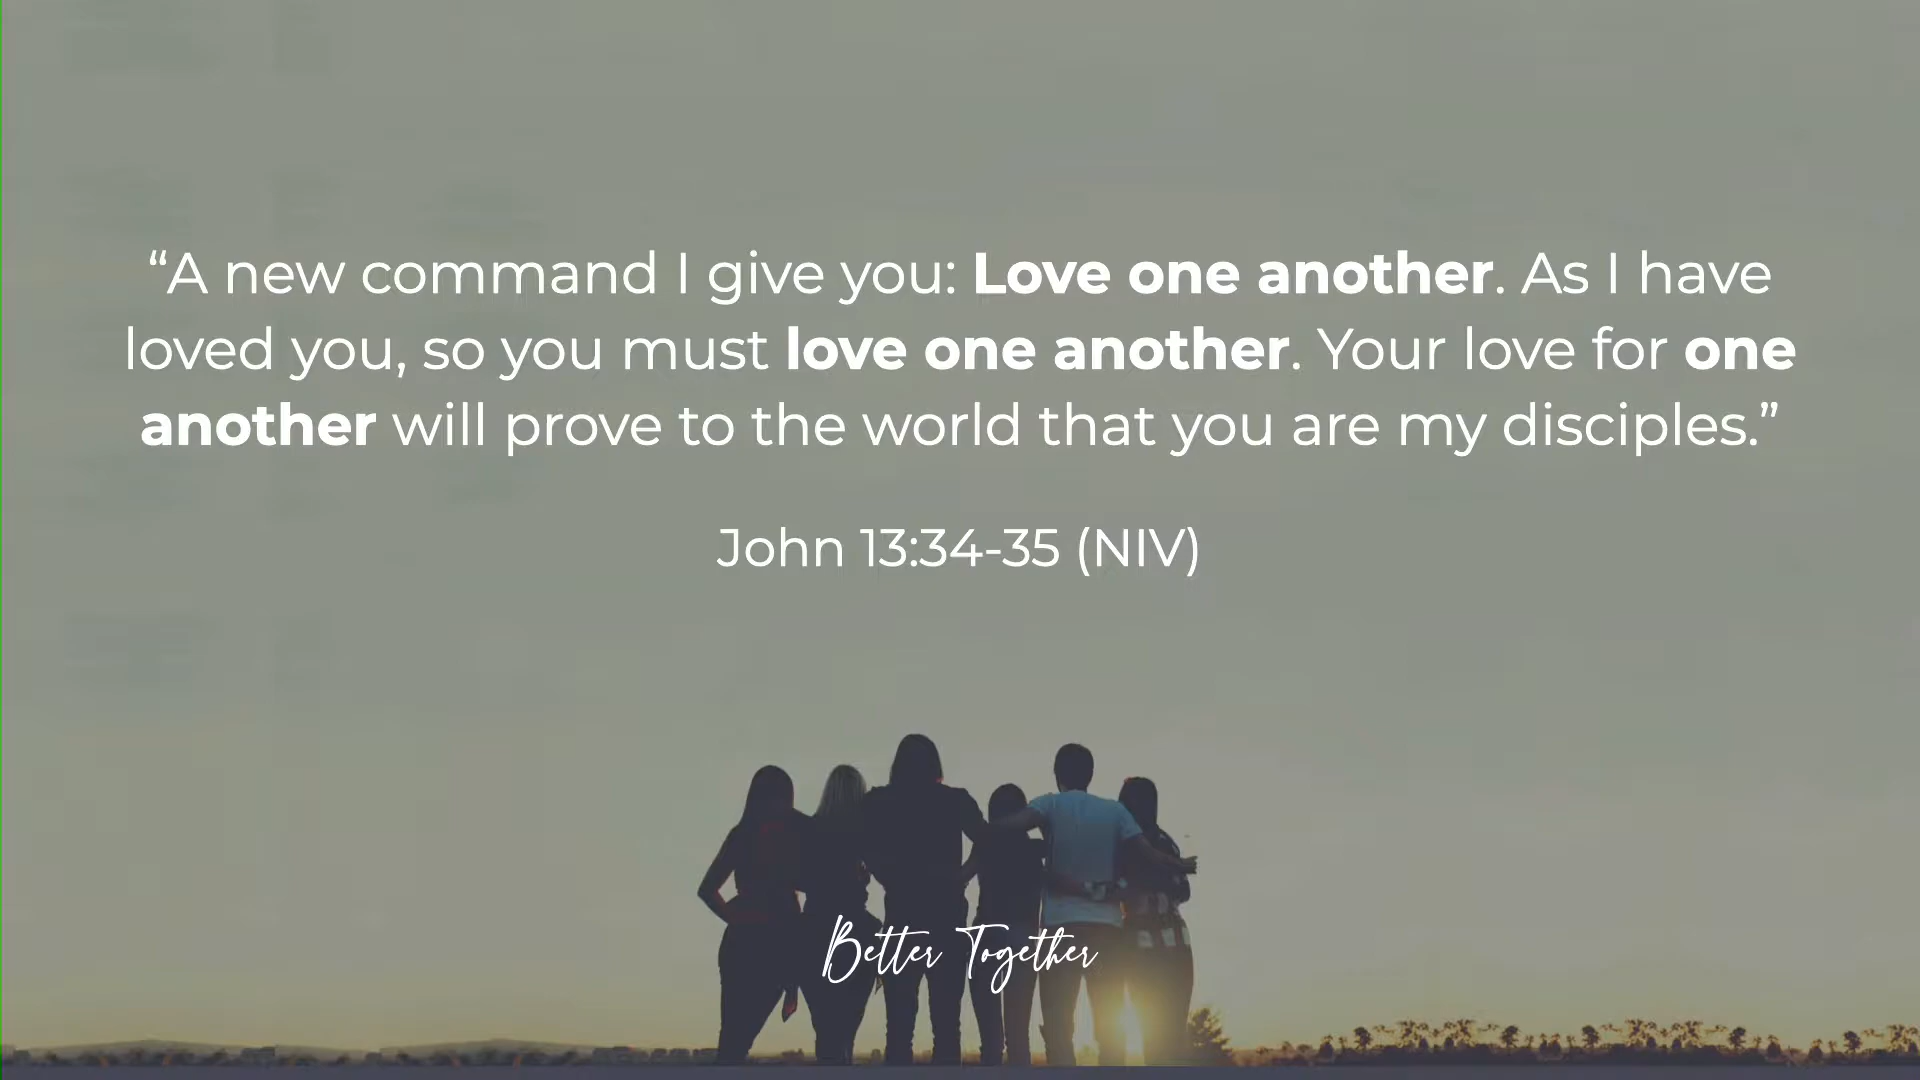 “A new command I give you: Love one another. As I have
loved you, so you must love one another. Your love for one
another will prove to the world that you are my disciples.”
John 13:34-35 (NIV)
Better Together